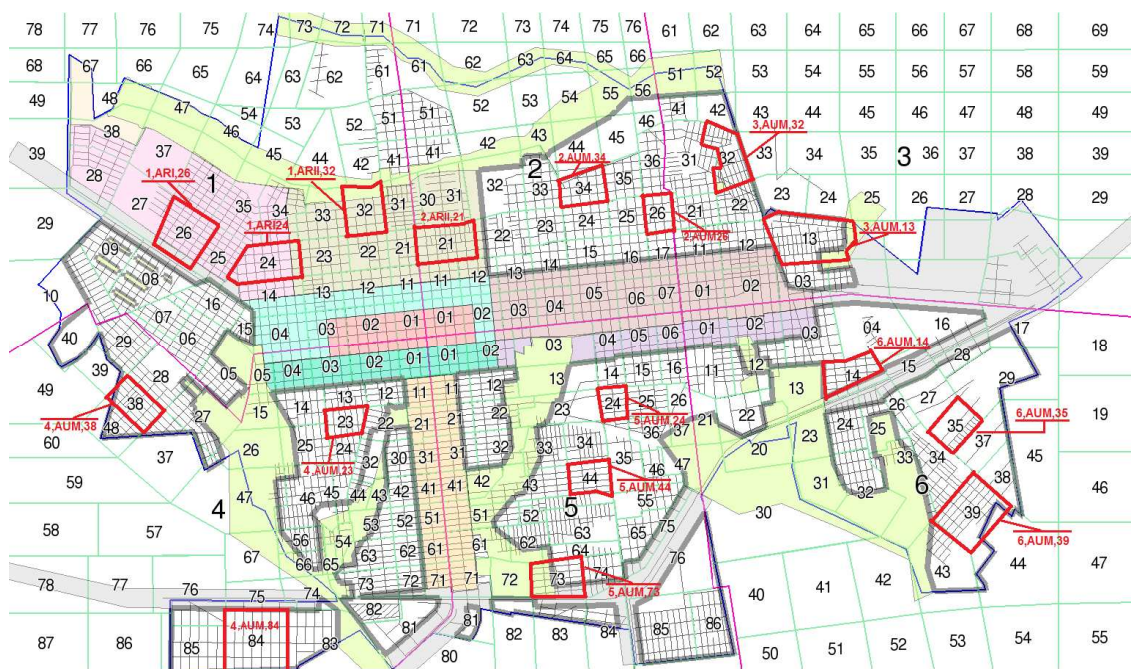 78 77 76 75 74 73 72 71 71 72 73 74 75 76 61 62 63 64 65 66 67 68 69
68 67 66 65 64 63 62 61 61 62 63 64 65 66 51 52 53 54 55 56 57 58 59
49 48 47 46 54 53 52 51 51 52 53 54 55 56 41 42 43 44 45 46 47 48 49
39 38 37 45 44 42 41 41 42 43 44 45 46 36 31 32 33 34 35 36 37 38 39
1 2 3
28 27 26 35 34 33 32 31 30 31 32 33 34 35 26 21 22 23 24 25 26 27 28
29 25 24 23 22 21 21 22 23 24 25 13 29
1,ARI,26
1,ARI24
1,ARII,32
2,ARII,21
2,AUM,34
2,AUM26
3,AUM,32
3,AUM,13
09 08 16 14 13 12 11 11 12 13 14 15 16 17 11 12 03
10 07 06 15 04 03 02 01 01 02 03 04 05 06 07 01 02
40 29 05 05 04 03 02 01 01 02 03 04 05 06 01 02 03 04 16 17 18
49 39 28 38 27 15 14 13 12 11 11 12 13 14 15 16 11 12 13 14 15 28 29
60 48 37 26 25 24 23 22 21 21 22 23 24 25 26 36 37 21 22 20 23 24 25 26 27 35 37 19
6,AUM,14
4,AUM,38
4,AUM,23
5,AUM,24
6,AUM,35
59 47 46 45 44 43 42 32 30 31 31 32 33 34 35 46 47 31 32 33 34 38 45 46
4 5 6
41 41 42 43 44 55 39
5,AUM,44
6,AUM,39
58 57 56 54 53 52 51 51 52 63 75 30
67 66 65 63 62 61 61 62 64 76 40 41 42 43 44 47
78 77 76 75 74 73 72 71 71 72 73 74
5,AUM,73
4,AUM,84
87 86 85 84 83 82 81 81 80 82 83 84 85 86 50 51 52 53 54 55